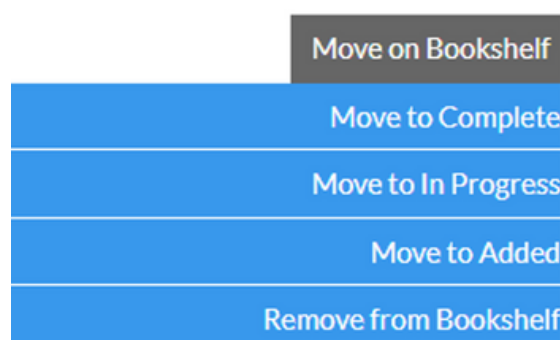 Move on Bookshelf
Move to Complete
Move to In Progress
Move to Added
Remove from Bookshelf